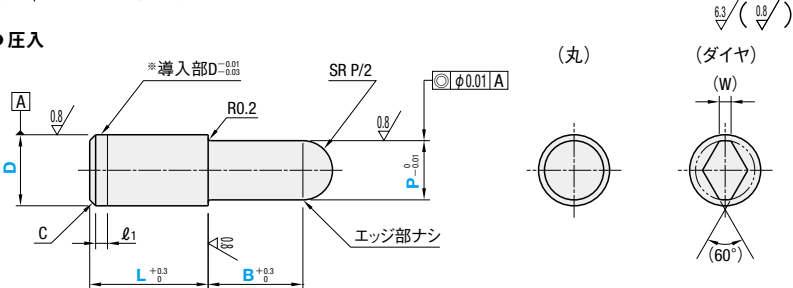 6.3 ( 0.8 )
圧入
(丸)
(ダイヤ)
※導入部D-0.01 -0.03
SR P/2
◎ φ0.01 A
(W)
A
0.8
R0.2
0.8
D
P 0 -0.01
C
ℓ1
0.8
エッジ部ナシ
(60°)
L +0.3 0
B +0.3 0